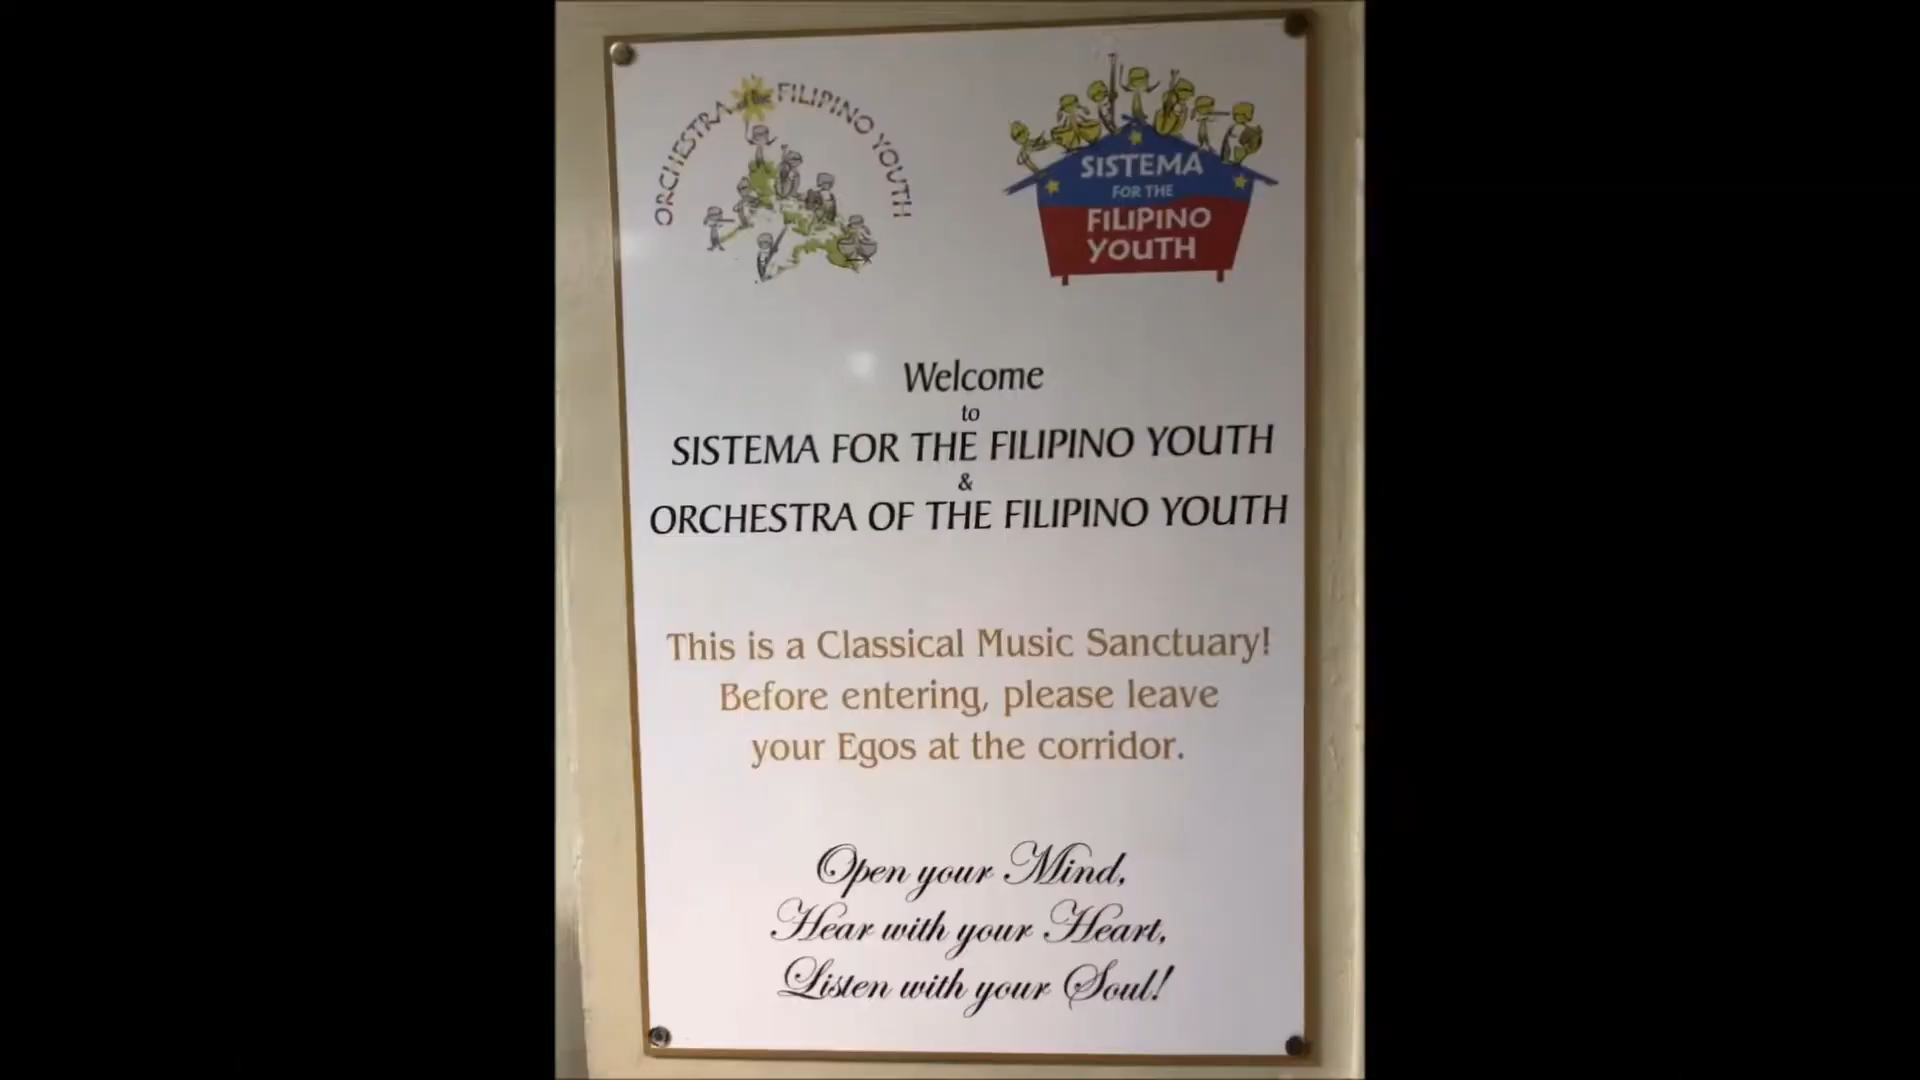 ORCHESTRA of the FILIPINO YOUTH
SISTEMA
FOR THE
FILIPINO
YOUTH
Welcome
to
SISTEMA FOR THE FILIPINO YOUTH
&
ORCHESTRA OF THE FILIPINO YOUTH
This is a Classical Music Sanctuary!
Before entering, please leave
your Egos at the corridor.
Open your Mind,
Hear with your Heart,
Listen with your Soul!